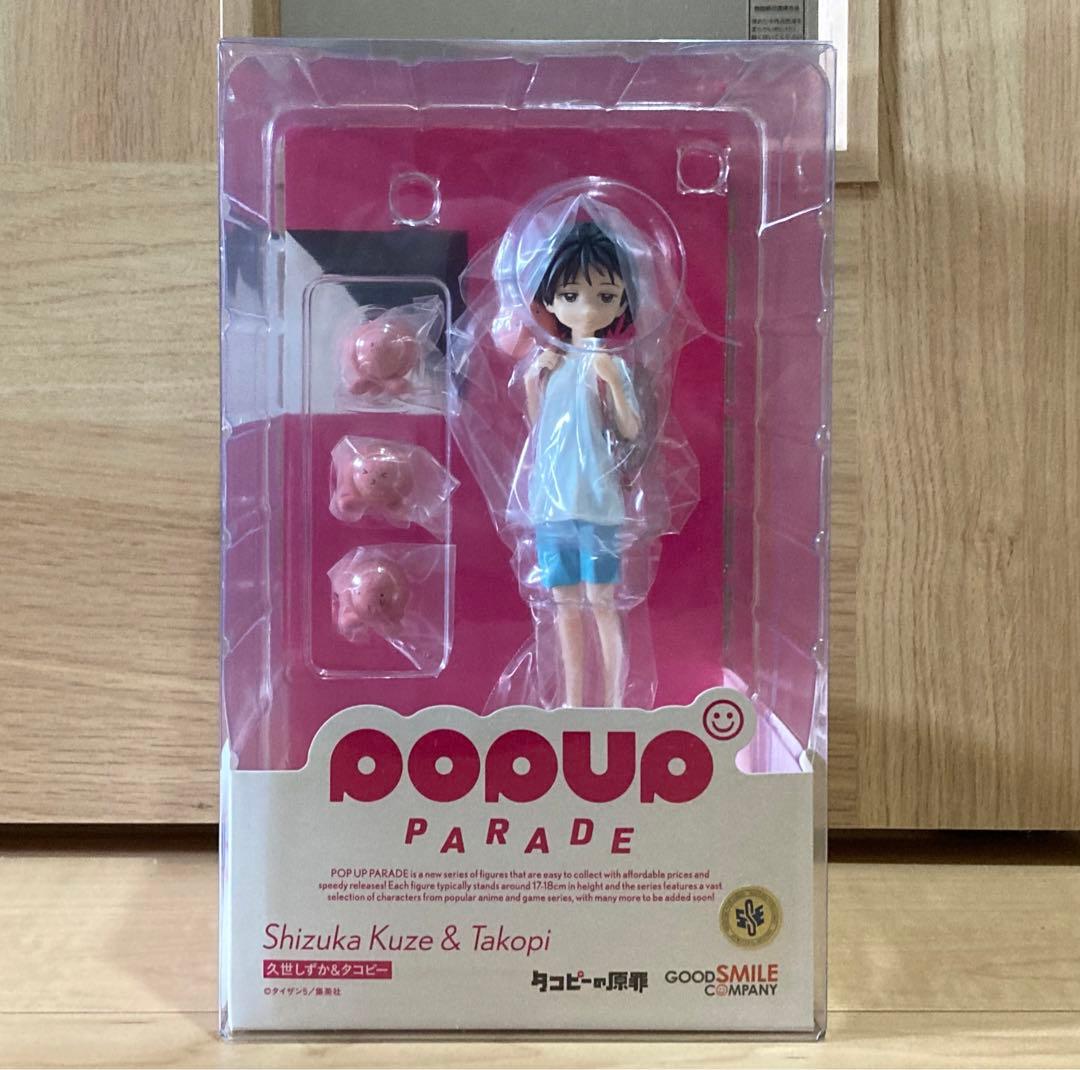 POPUP
PARADE
POP UP PARADE is a new series of figures that are easy to collect with affordable prices and
speedy releases! Each figure typically stands around 17-18cm in height and the series features a vast
selection of characters from popular anime and game series, with many more to be added soon!
Shizuka Kuze & Takopi
久世しずか&タコピー
©タイザン5/集英社
タコピーの原罪
GOOD SMILE
COMPANY